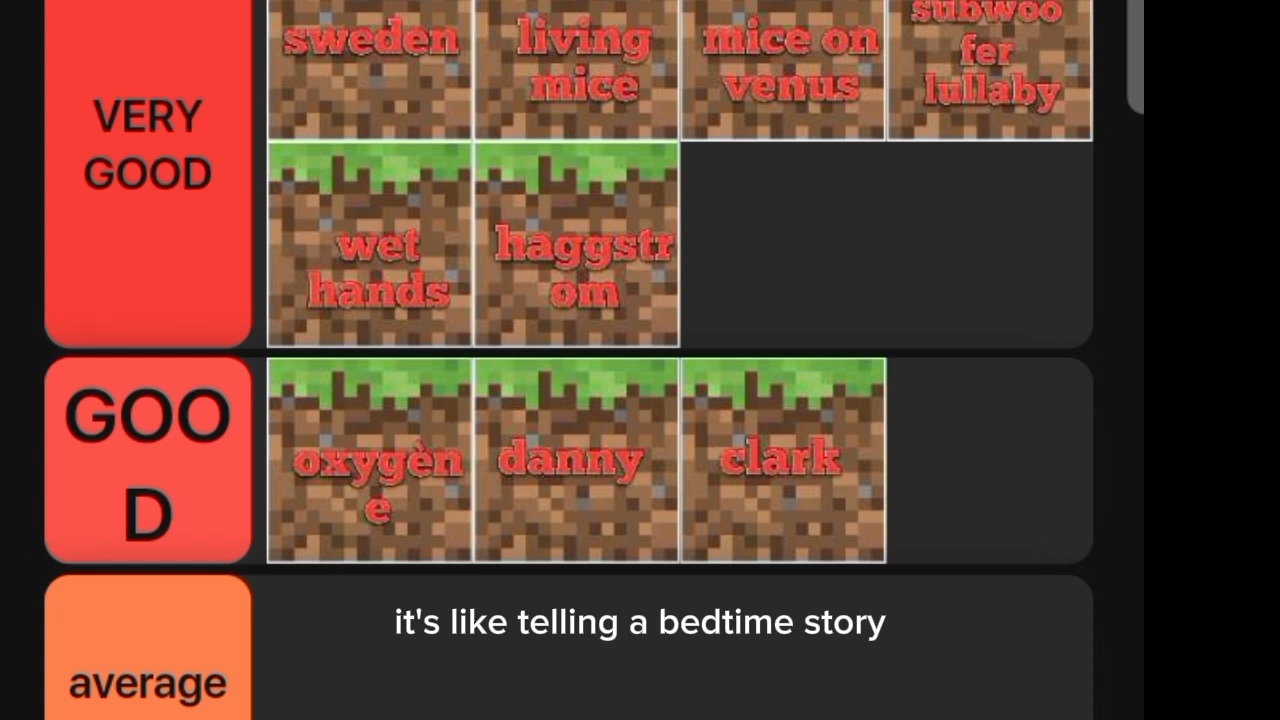 VERY
GOOD
sweden
living
mice
mice on
venus
subwoo
fer
lullaby
wet
hands
haggstr
om
GOO
D
oxygèn
e
danny
clark
average
it's like telling a bedtime story